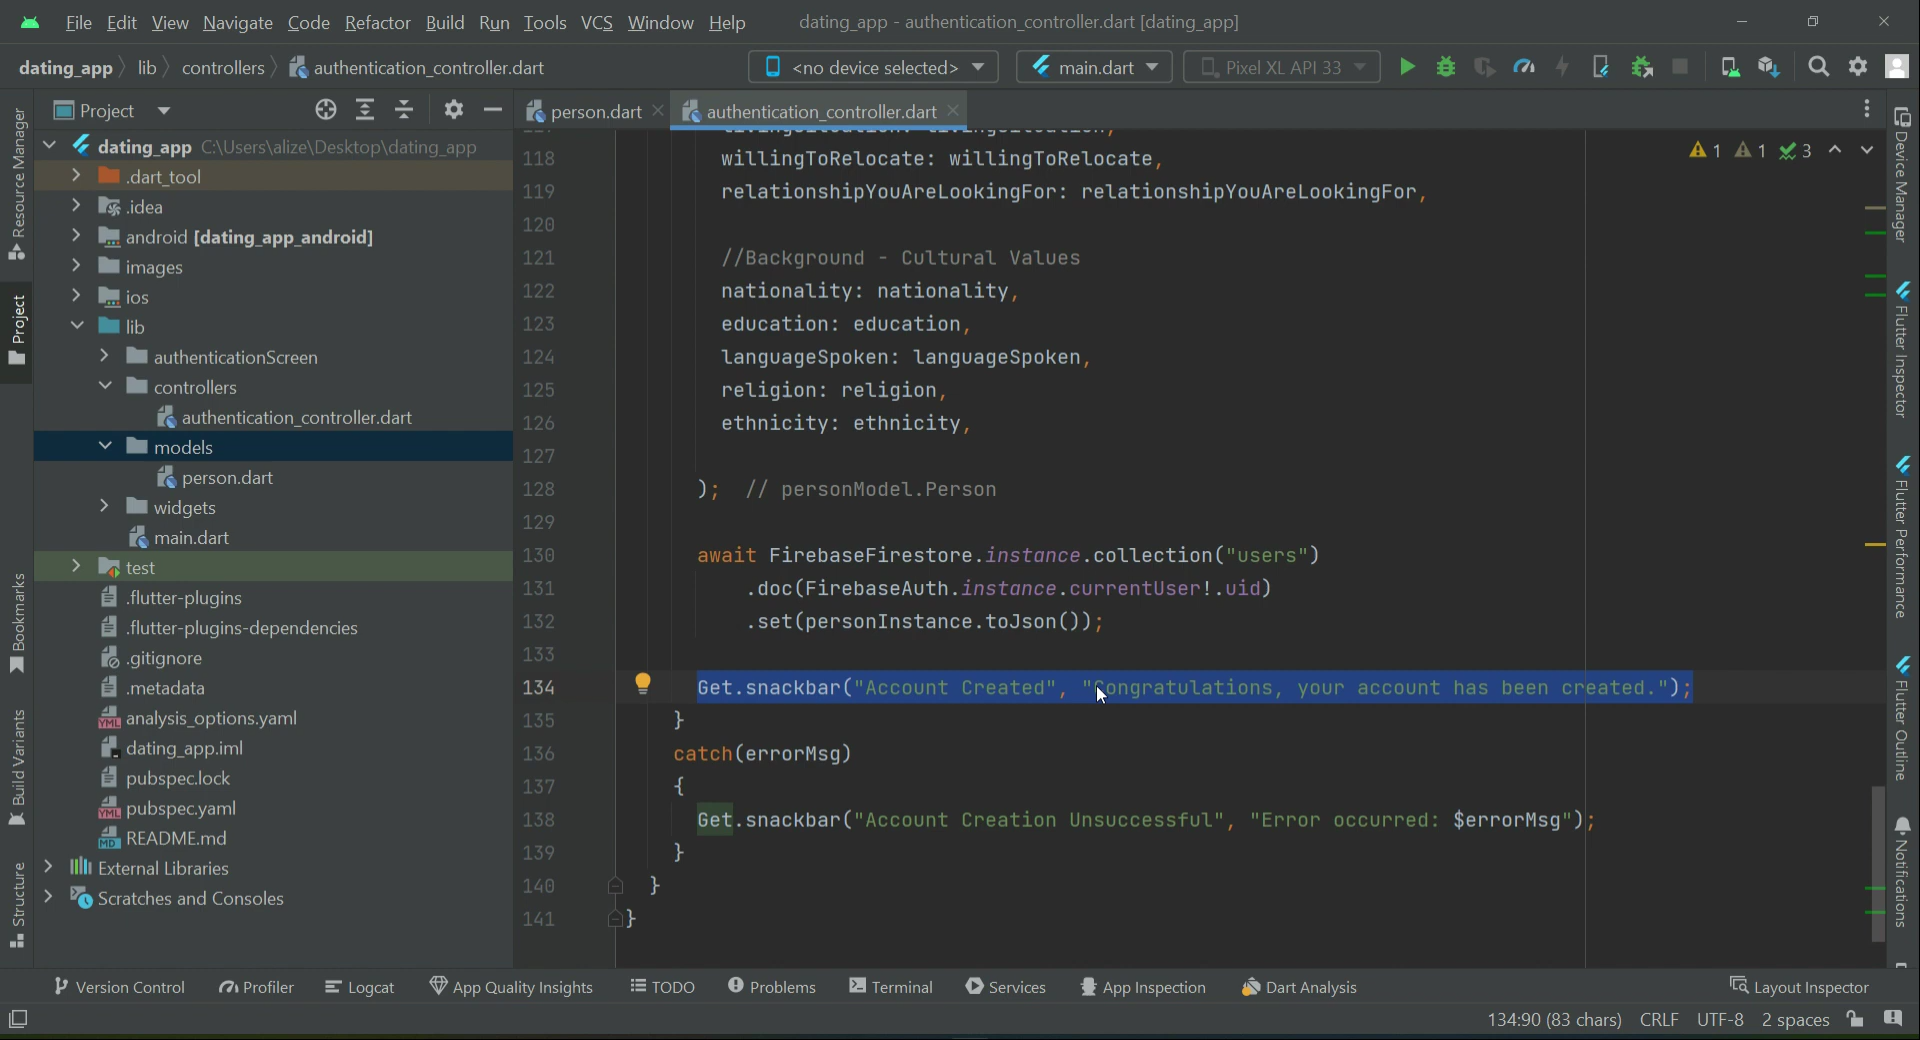 File Edit View Navigate Code Refactor Build Run Tools VCS Window Help dating_app - authentication_controller.dart [dating_app]
dating_app lib controllers authentication_controller.dart <no device selected> main.dart Pixel XL API 33
Project
person.dart authentication_controller.dart
Resource Manager
Project
Bookmarks
Build Variants
Structure
dating_app C:\Users\alize\Desktop\dating_app
.dart_tool
.idea
android [dating_app_android]
images
ios
lib
authenticationScreen
controllers
authentication_controller.dart
models
person.dart
widgets
main.dart
test
.flutter-plugins
.flutter-plugins-dependencies
.gitignore
.metadata
analysis_options.yaml
dating_app.iml
pubspec.lock
pubspec.yaml
README.md
External Libraries
Scratches and Consoles
118 willingToRelocate: willingToRelocate,
119 relationshipYouAreLookingFor: relationshipYouAreLookingFor,
120
121 //Background - Cultural Values
122 nationality: nationality,
123 education: education,
124 languageSpoken: languageSpoken,
125 religion: religion,
126 ethnicity: ethnicity,
127
128 ); // personModel.Person
129
130 await FirebaseFirestore.instance.collection("users")
131 .doc(FirebaseAuth.instance.currentUser!.uid)
132 .set(personInstance.toJson());
133
134 Get.snackbar("Account Created", "Congratulations, your account has been created.");
135 }
136 catch(errorMsg)
137 {
138 Get.snackbar("Account Creation Unsuccessful", "Error occurred: $errorMsg");
139 }
140 }
141 }
1 1 3
Device Manager
Flutter Inspector
Flutter Performance
Flutter Outline
Notifications
Version Control Profiler Logcat App Quality Insights TODO Problems Terminal Services App Inspection Dart Analysis Layout Inspector
134:90 (83 chars) CRLF UTF-8 2 spaces